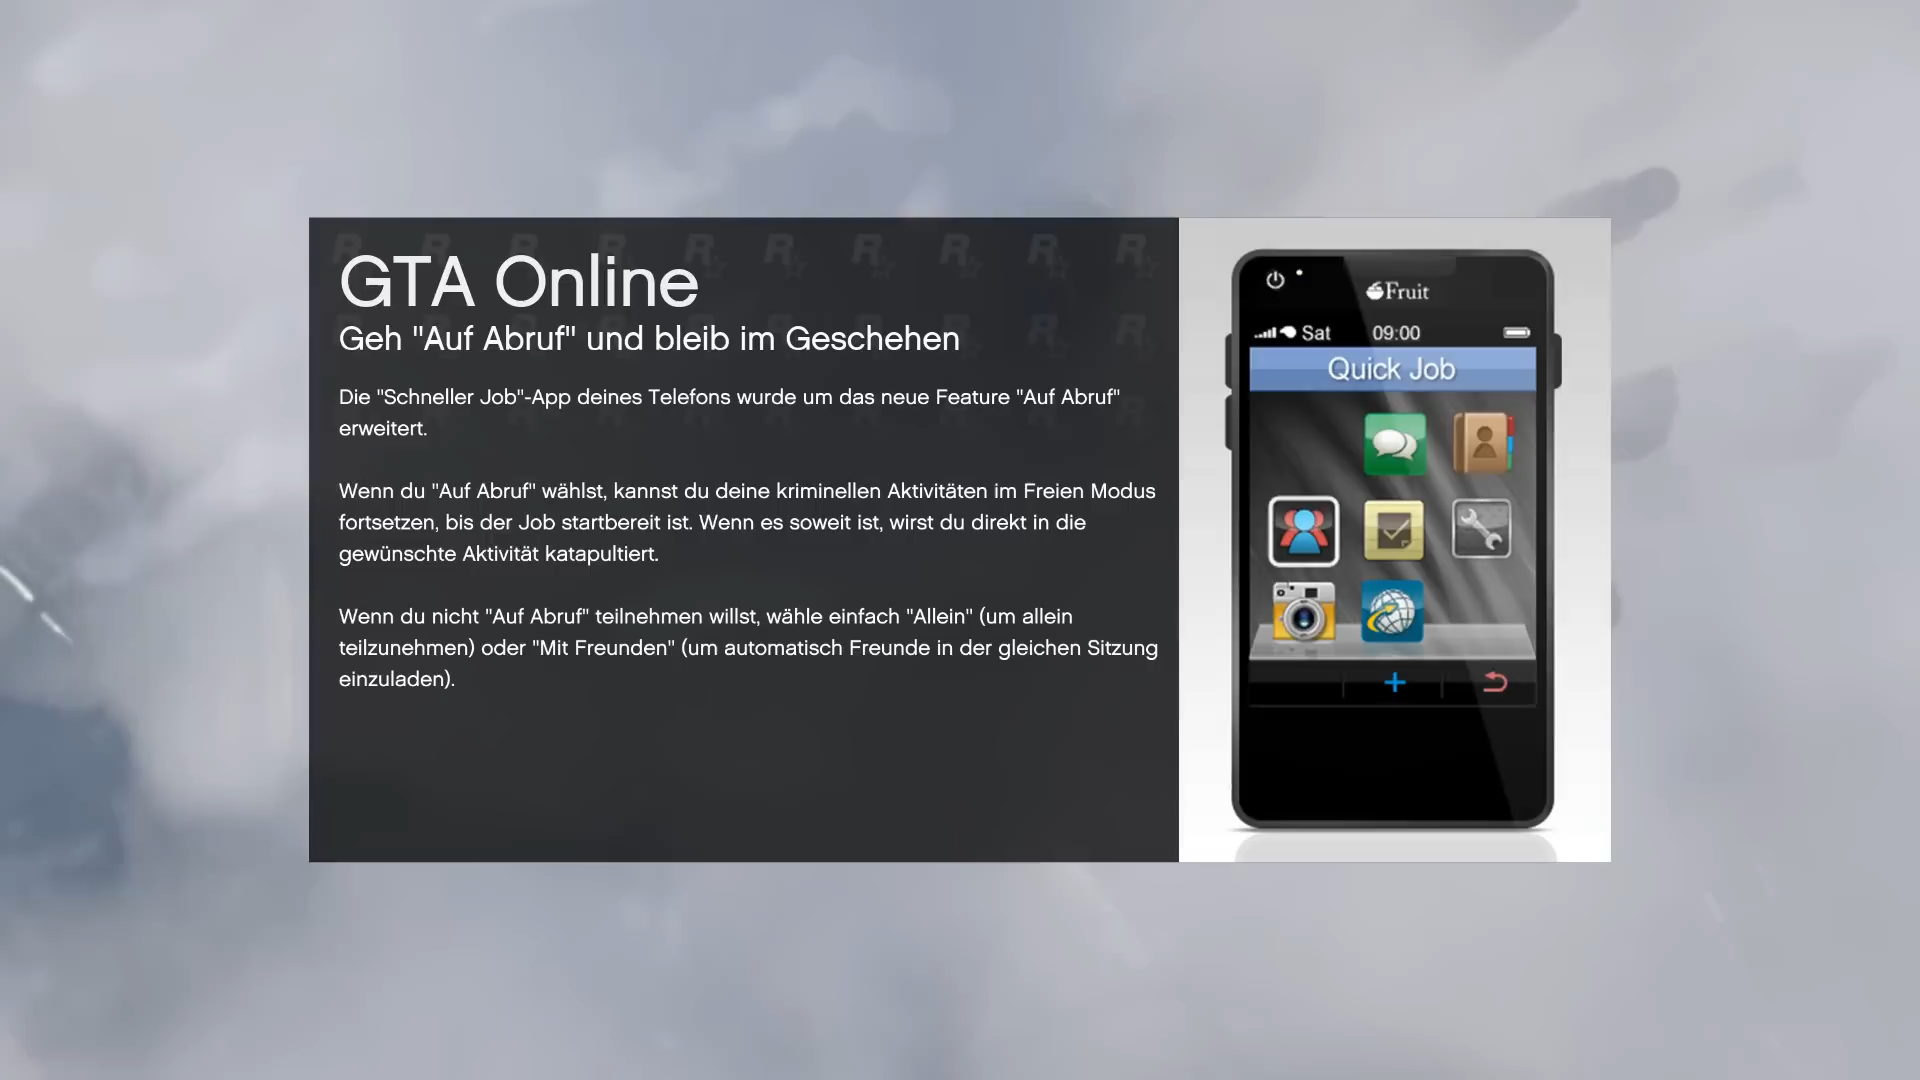 GTA Online
Geh "Auf Abruf" und bleib im Geschehen
Die "Schneller Job"-App deines Telefons wurde um das neue Feature "Auf Abruf"
erweitert.
Wenn du "Auf Abruf" wählst, kannst du deine kriminellen Aktivitäten im Freien Modus
fortsetzen, bis der Job startbereit ist. Wenn es soweit ist, wirst du direkt in die
gewünschte Aktivität katapultiert.
Wenn du nicht "Auf Abruf" teilnehmen willst, wähle einfach "Allein" (um allein
teilzunehmen) oder "Mit Freunden" (um automatisch Freunde in der gleichen Sitzung
einzuladen).
Fruit
Sat 09:00
Quick Job